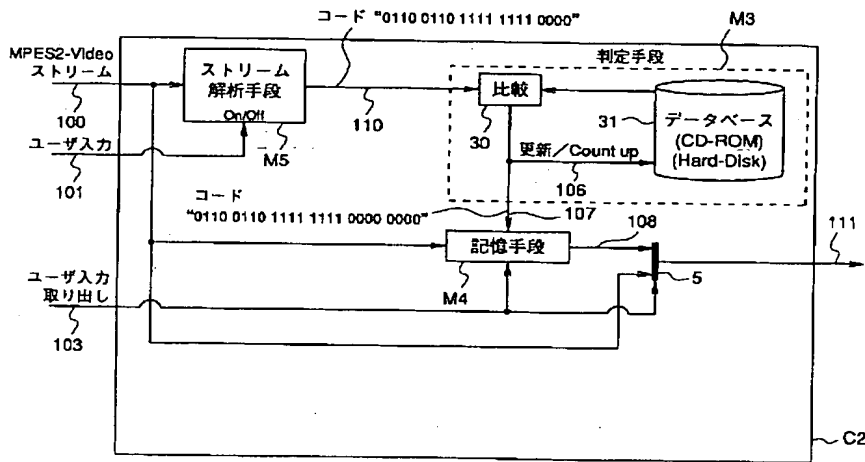 コード "0110 0110 1111 1111 0000"
M3
MPES2-Video
ストリーム
100
ストリーム
解析手段
On/Off
M5
110
判定手段
比較
30
31
データベース
(CD-ROM)
(Hard-Disk)
ユーザ入力
101
更新/Count up
106
コード
"0110 0110 1111 1111 0000 0000"
107
記憶手段
108
M4
5
111
ユーザ入力
取り出し
103
C2